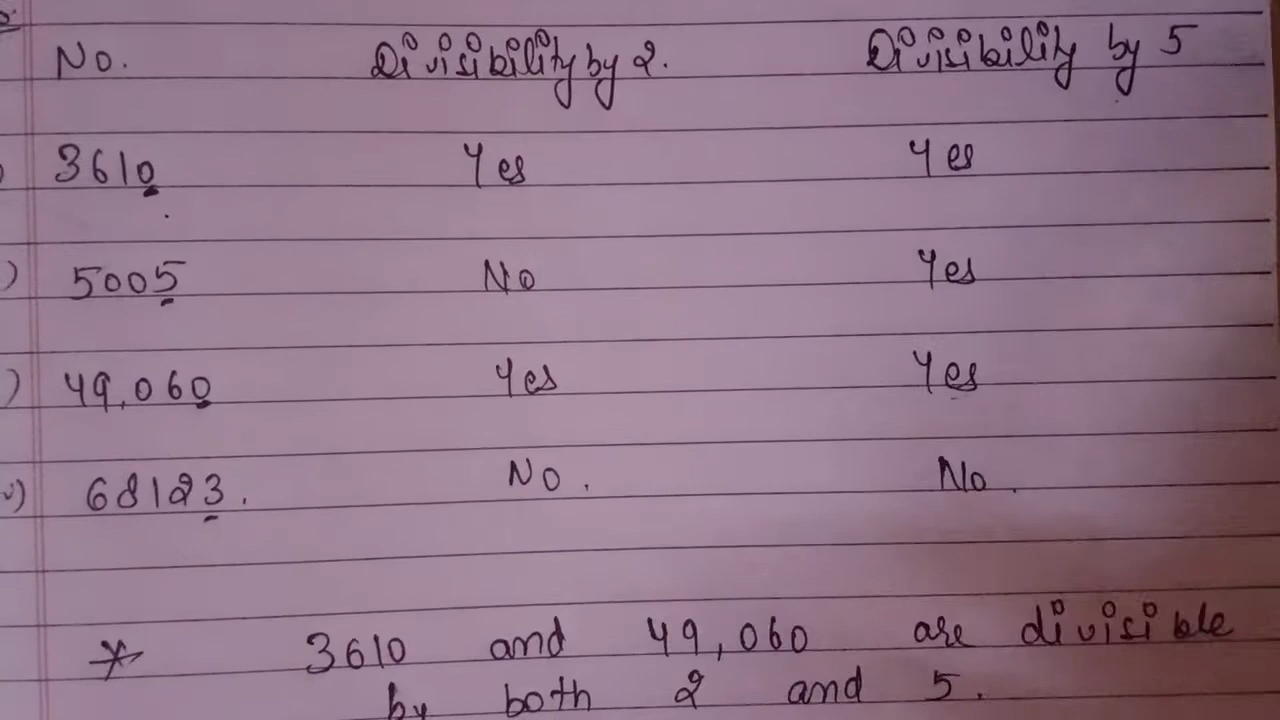 No. Divisibility by 2. Divisibility by 5
3610 Yes Yes
) 5005 No Yes
) 49,060 Yes Yes
) 68123. No. No.
* 3610 and 49,060 are divisible
by both 2 and 5.